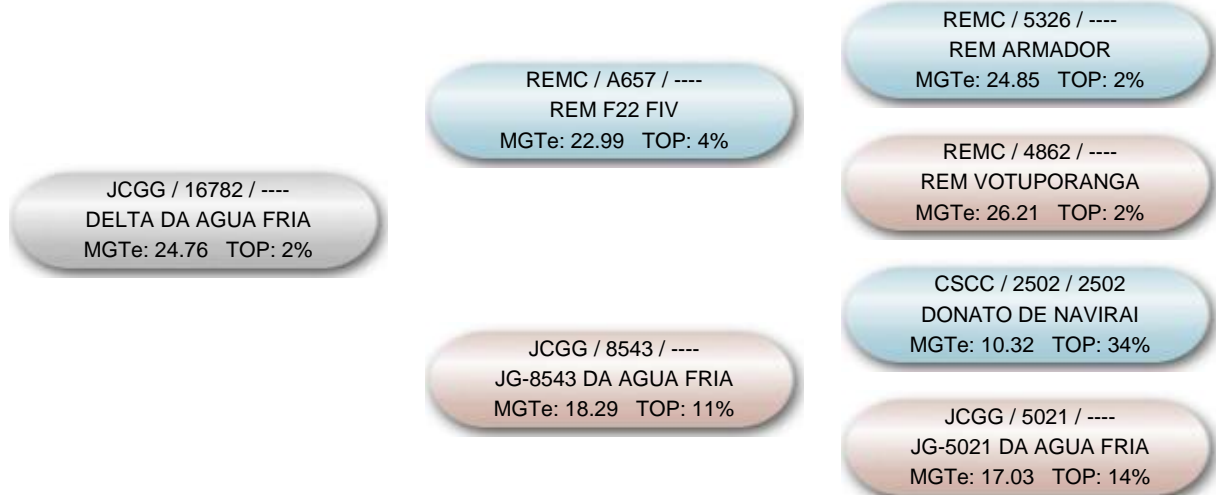 JCGG / 16782 / ----
DELTA DA AGUA FRIA
MGTe: 24.76 TOP: 2%
REMC / A657 / ----
REM F22 FIV
MGTe: 22.99 TOP: 4%
JCGG / 8543 / ----
JG-8543 DA AGUA FRIA
MGTe: 18.29 TOP: 11%
REMC / 5326 / ----
REM ARMADOR
MGTe: 24.85 TOP: 2%
REMC / 4862 / ----
REM VOTUPORANGA
MGTe: 26.21 TOP: 2%
CSCC / 2502 / 2502
DONATO DE NAVIRAI
MGTe: 10.32 TOP: 34%
JCGG / 5021 / ----
JG-5021 DA AGUA FRIA
MGTe: 17.03 TOP: 14%